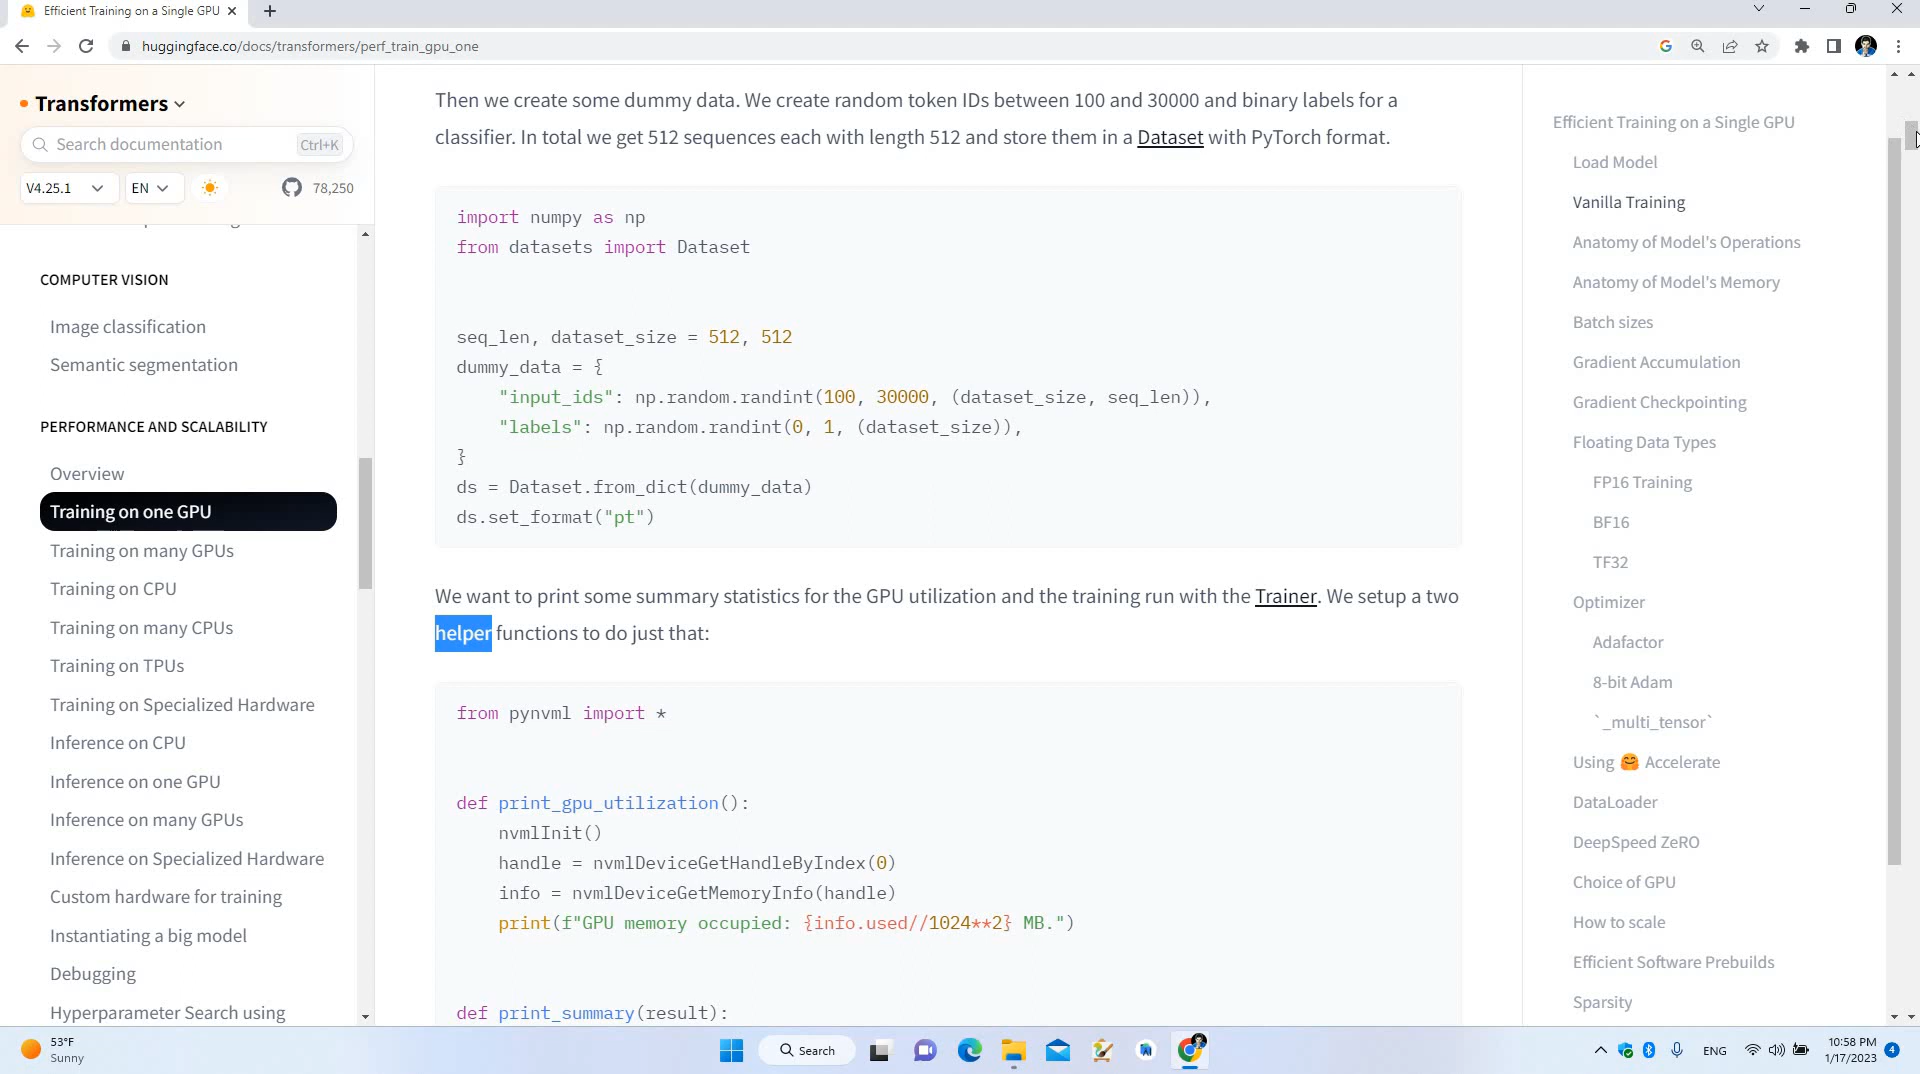 Efficient Training on a Single GPU
huggingface.co/docs/transformers/perf_train_gpu_one
Transformers
Search documentation
Ctrl+K
V4.25.1
EN
78,250
COMPUTER VISION
Image classification
Semantic segmentation
PERFORMANCE AND SCALABILITY
Overview
Training on one GPU
Training on many GPUs
Training on CPU
Training on many CPUs
Training on TPUs
Training on Specialized Hardware
Inference on CPU
Inference on one GPU
Inference on many GPUs
Inference on Specialized Hardware
Custom hardware for training
Instantiating a big model
Debugging
Hyperparameter Search using
Then we create some dummy data. We create random token IDs between 100 and 30000 and binary labels for a
classifier. In total we get 512 sequences each with length 512 and store them in a Dataset with PyTorch format.
import numpy as np
from datasets import Dataset
seq_len, dataset_size = 512, 512
dummy_data = {
    "input_ids": np.random.randint(100, 30000, (dataset_size, seq_len)),
    "labels": np.random.randint(0, 1, (dataset_size)),
}
ds = Dataset.from_dict(dummy_data)
ds.set_format("pt")
We want to print some summary statistics for the GPU utilization and the training run with the Trainer. We setup a two
helper functions to do just that:
from pynvml import *
def print_gpu_utilization():
    nvmlInit()
    handle = nvmlDeviceGetHandleByIndex(0)
    info = nvmlDeviceGetMemoryInfo(handle)
    print(f"GPU memory occupied: {info.used//1024**2} MB.")
def print_summary(result):
Efficient Training on a Single GPU
Load Model
Vanilla Training
Anatomy of Model's Operations
Anatomy of Model's Memory
Batch sizes
Gradient Accumulation
Gradient Checkpointing
Floating Data Types
FP16 Training
BF16
TF32
Optimizer
Adafactor
8-bit Adam
`_multi_tensor`
Using 🤗 Accelerate
DataLoader
DeepSpeed ZeRO
Choice of GPU
How to scale
Efficient Software Prebuilds
Sparsity
53°F
Sunny
Search
ENG
10:58 PM
1/17/2023
4